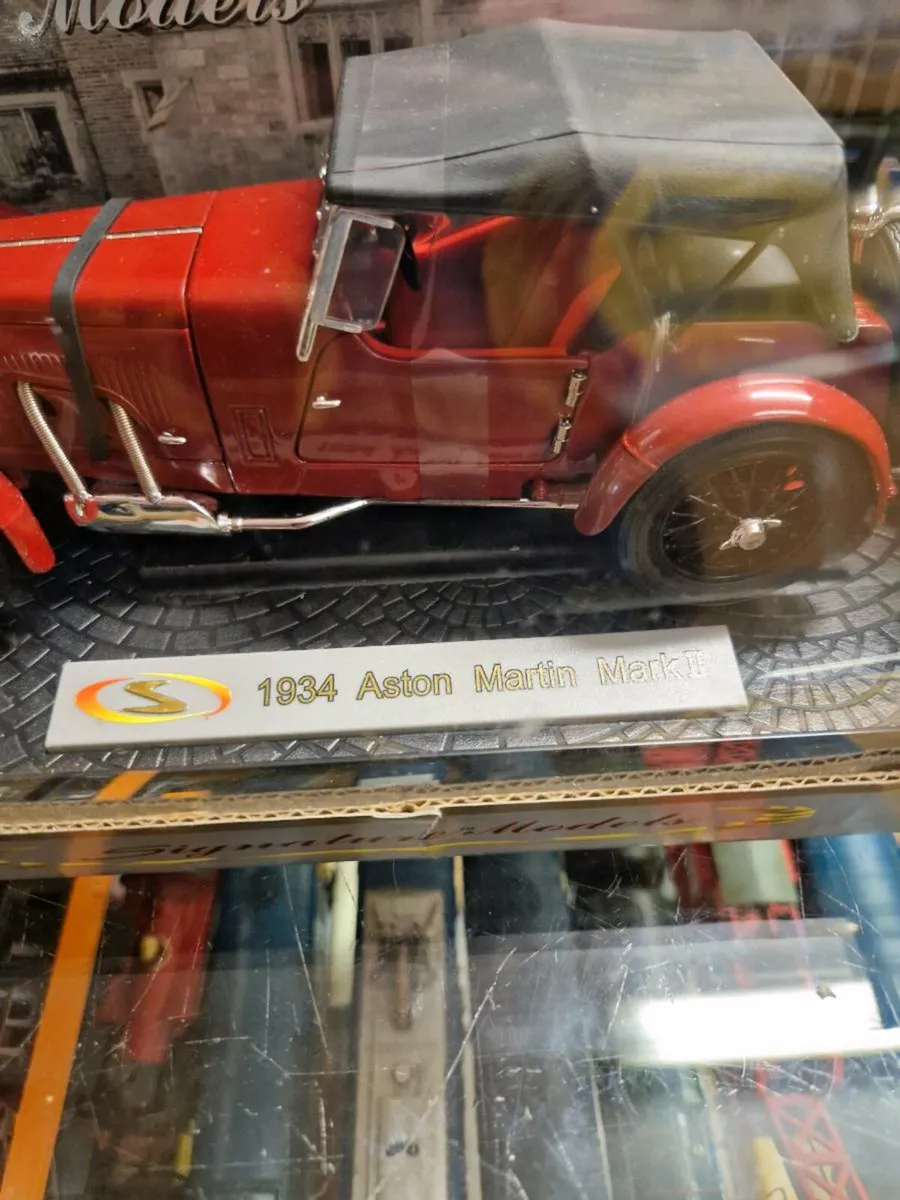 Models
S 1934 Aston Martin Mark II
Signature Models